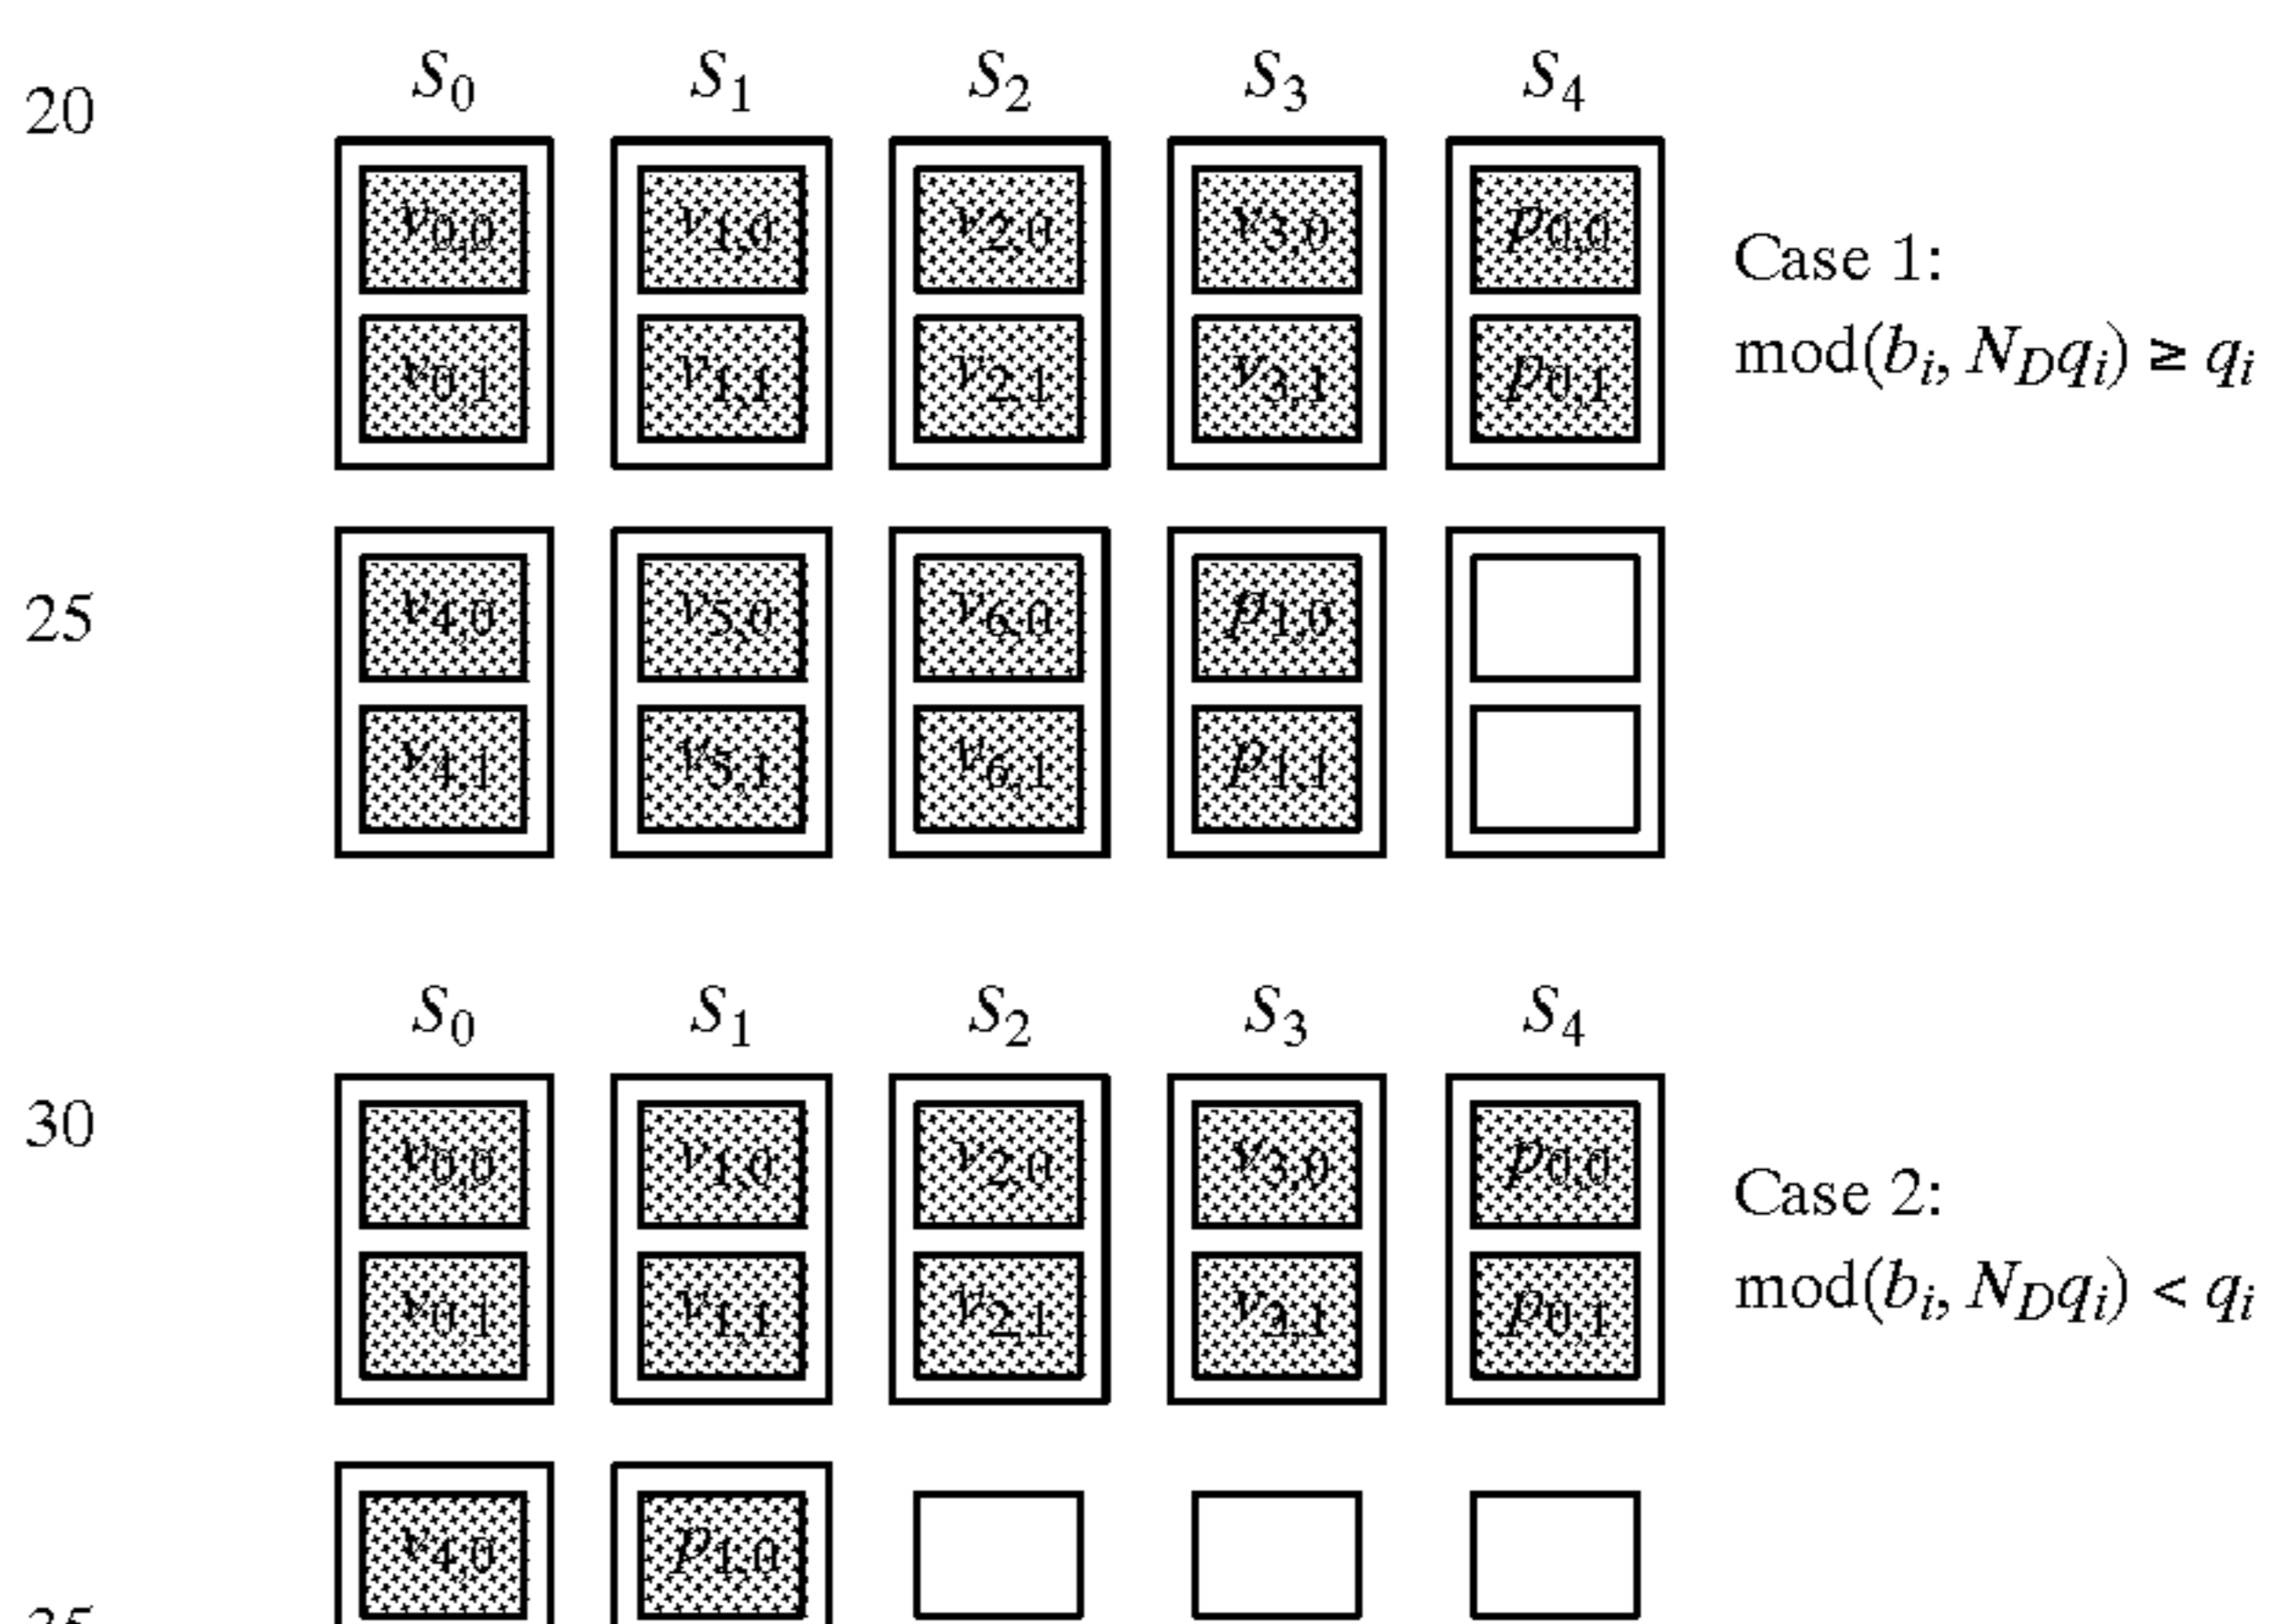 20 S0 S1 S2 S3 S4
v0,0 v1,0 v2,0 v3,0 p0,0
Case 1:
v0,1 v1,1 v2,1 v3,1 p0,1
mod(bi, NDqi) ≥ qi
25 v4,0 v5,0 v6,0 p1,0
v4,1 v5,1 v6,1 p1,1
S0 S1 S2 S3 S4
30 v0,0 v1,0 v2,0 v3,0 p0,0
Case 2:
v0,1 v1,1 v2,1 v3,1 p0,1
mod(bi, NDqi) < qi
v4,0 p1,0
35